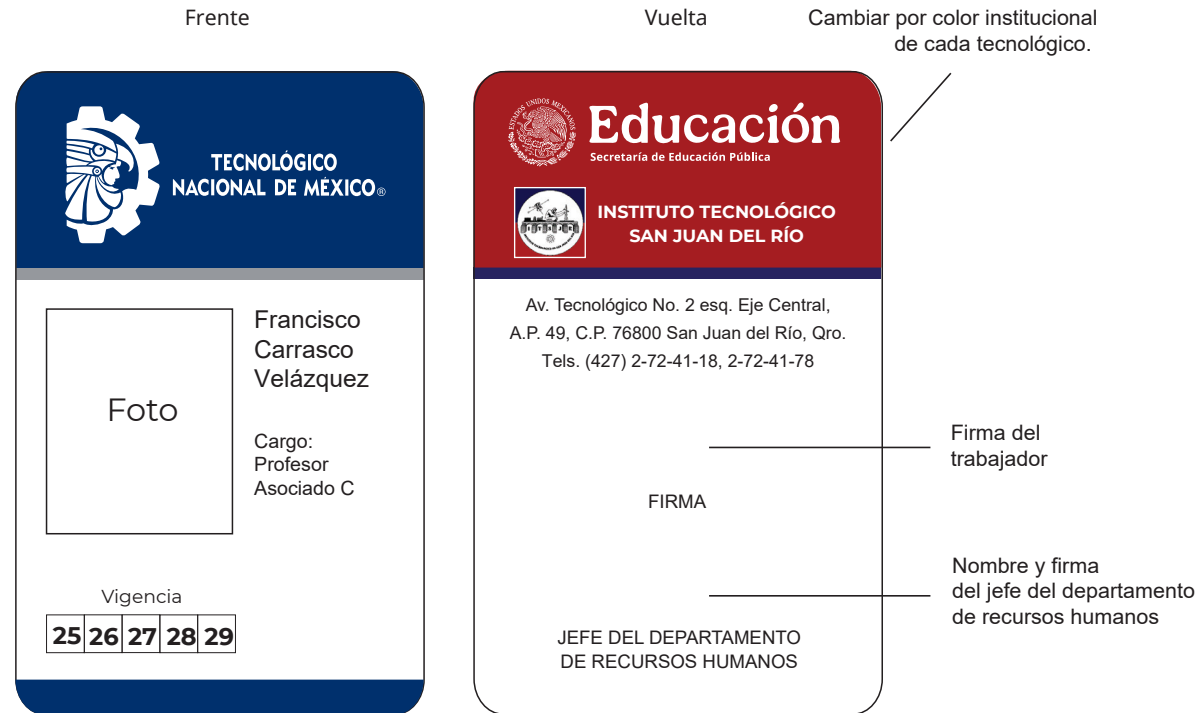 Frente
Vuelta
Cambiar por color institucional
de cada tecnológico.
TECNOLÓGICO
NACIONAL DE MÉXICO®
Francisco
Carrasco
Velázquez
Foto
Cargo:
Profesor
Asociado C
Vigencia
25 26 27 28 29
ESTADOS UNIDOS MEXICANOS
Educación
Secretaría de Educación Pública
INSTITUTO TECNOLÓGICO
SAN JUAN DEL RÍO
Av. Tecnológico No. 2 esq. Eje Central,
A.P. 49, C.P. 76800 San Juan del Río, Qro.
Tels. (427) 2-72-41-18, 2-72-41-78
Firma del
trabajador
FIRMA
Nombre y firma
del jefe del departamento
de recursos humanos
JEFE DEL DEPARTAMENTO
DE RECURSOS HUMANOS